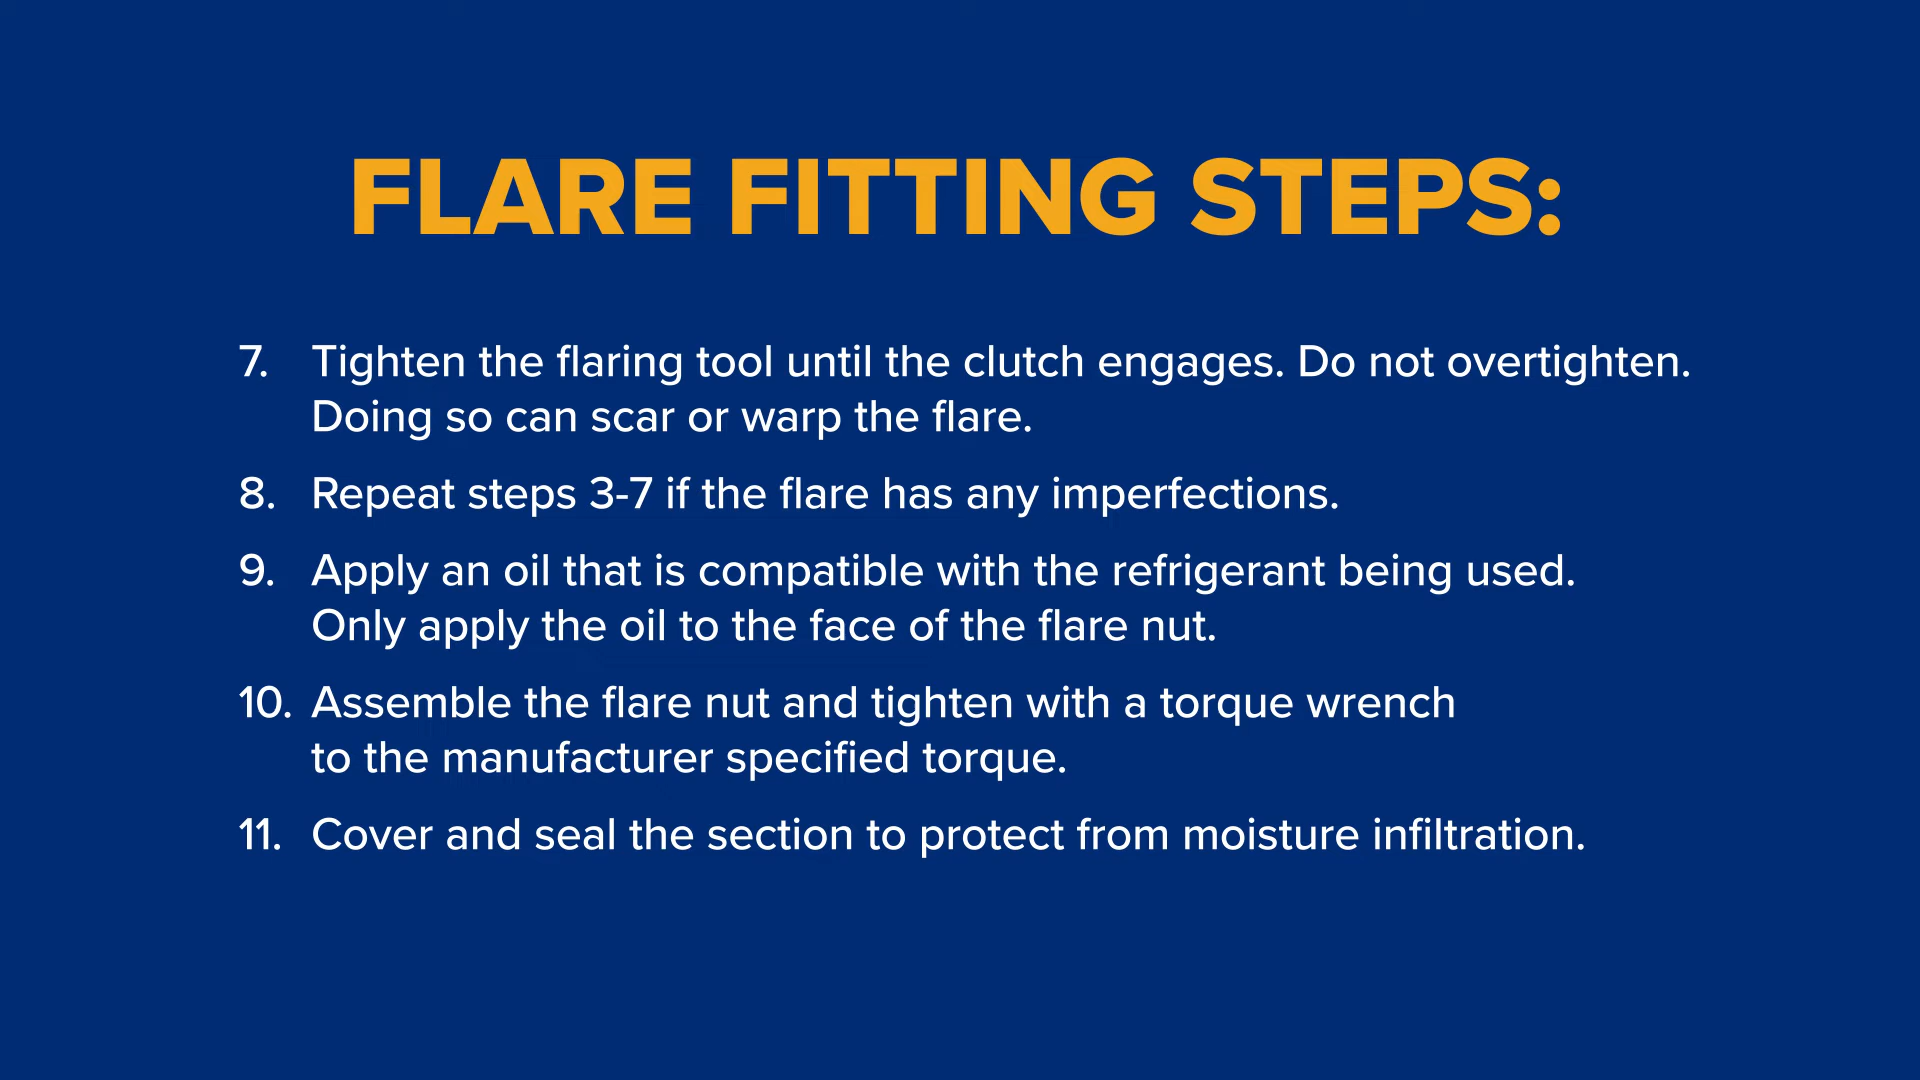 FLARE FITTING STEPS:
7. Tighten the flaring tool until the clutch engages. Do not overtighten.
Doing so can scar or warp the flare.
8. Repeat steps 3-7 if the flare has any imperfections.
9. Apply an oil that is compatible with the refrigerant being used.
Only apply the oil to the face of the flare nut.
10. Assemble the flare nut and tighten with a torque wrench
to the manufacturer specified torque.
11. Cover and seal the section to protect from moisture infiltration.